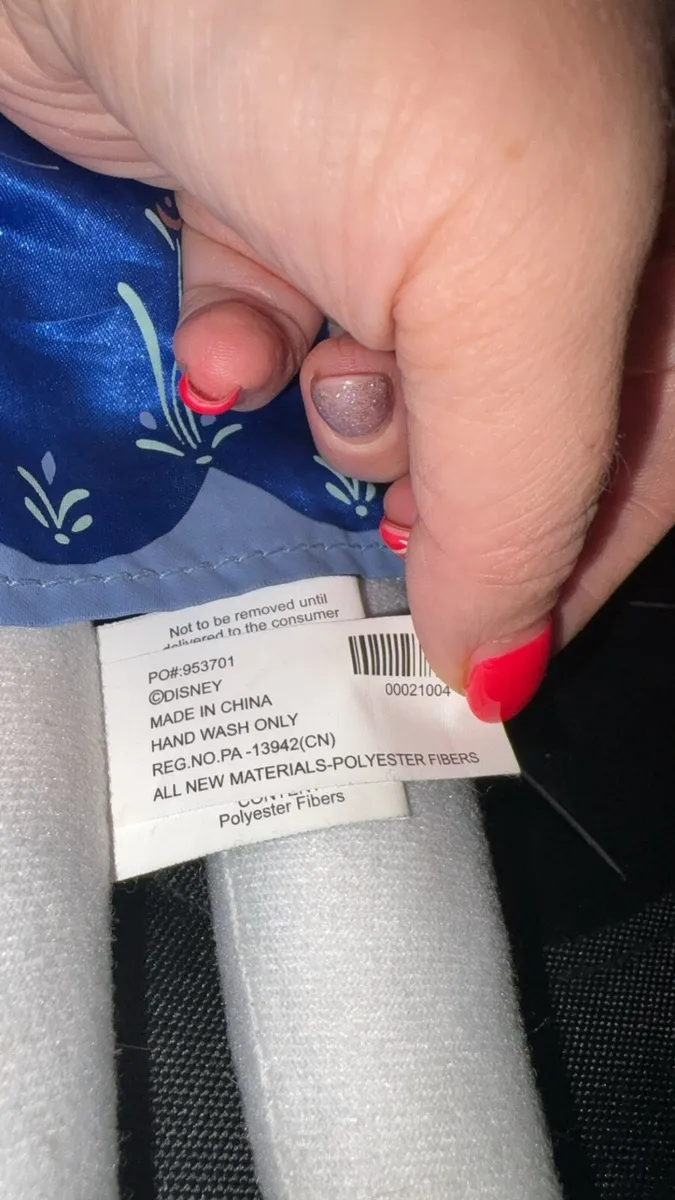 Not to be removed until
delivered to the consumer
PO#:953701
©DISNEY
MADE IN CHINA
HAND WASH ONLY
REG.NO.PA -13942(CN)
ALL NEW MATERIALS-POLYESTER FIBERS
00021004
CONTENT
Polyester Fibers